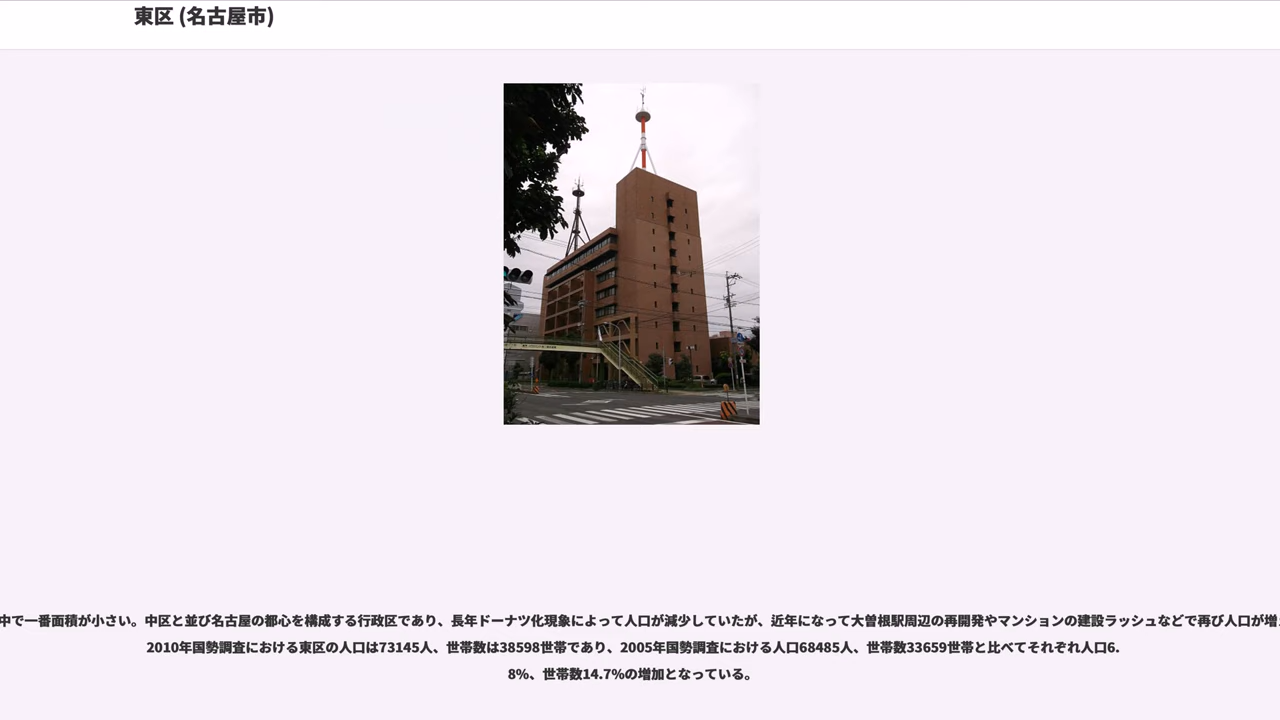 東区 (名古屋市)
中で一番面積が小さい。中区と並び名古屋の都心を構成する行政区であり、長年ドーナツ化現象によって人口が減少していたが、近年になって大曽根駅周辺の再開発やマンションの建設ラッシュなどで再び人口が増
2010年国勢調査における東区の人口は73145人、世帯数は38598世帯であり、2005年国勢調査における人口68485人、世帯数33659世帯と比べてそれぞれ人口6.
8%、世帯数14.7%の増加となっている。